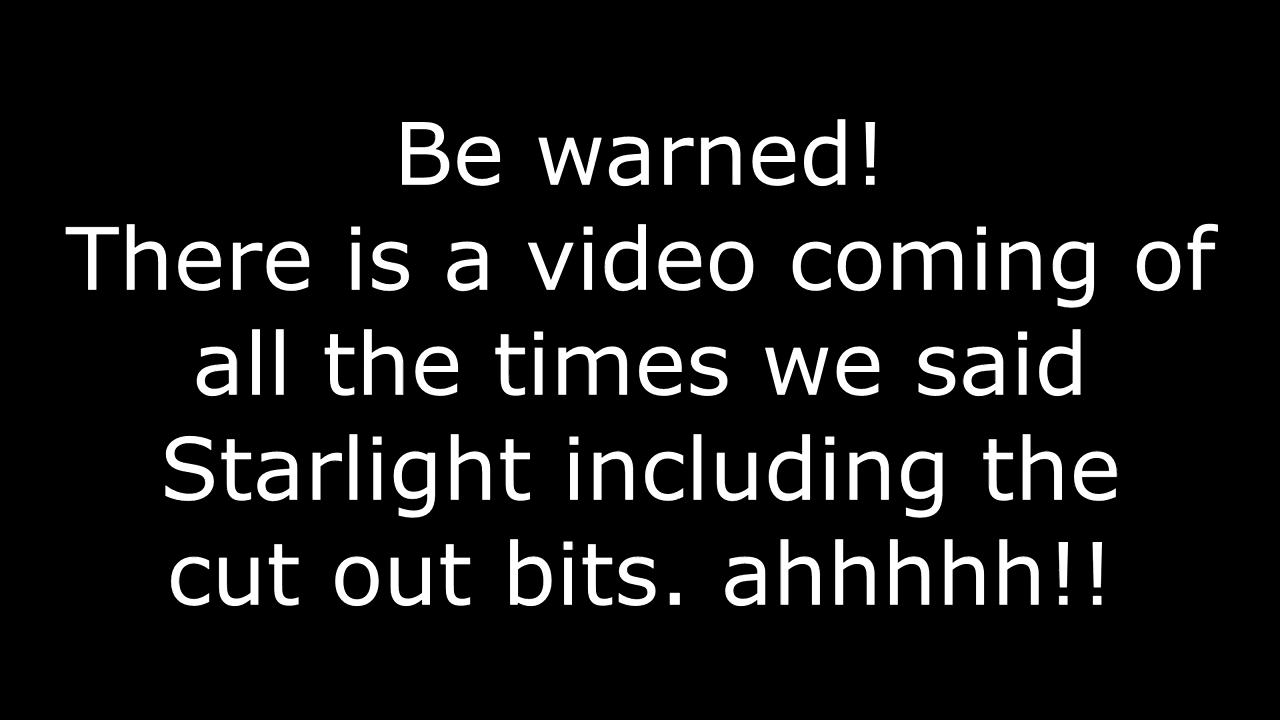 Be warned!
There is a video coming of
all the times we said
Starlight including the
cut out bits. ahhhhh!!